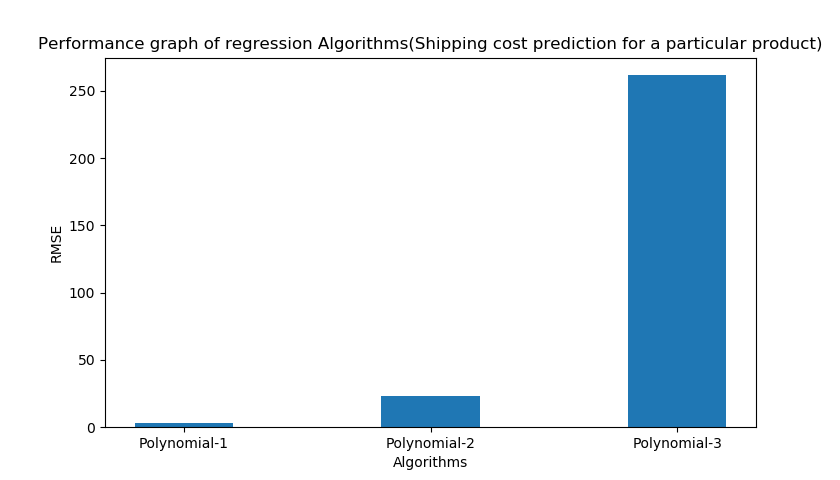 Performance graph of regression Algorithms(Shipping cost prediction for a particular product)
250
200
150
100
50
0
RMSE
Polynomial-1 Polynomial-2 Polynomial-3
Algorithms